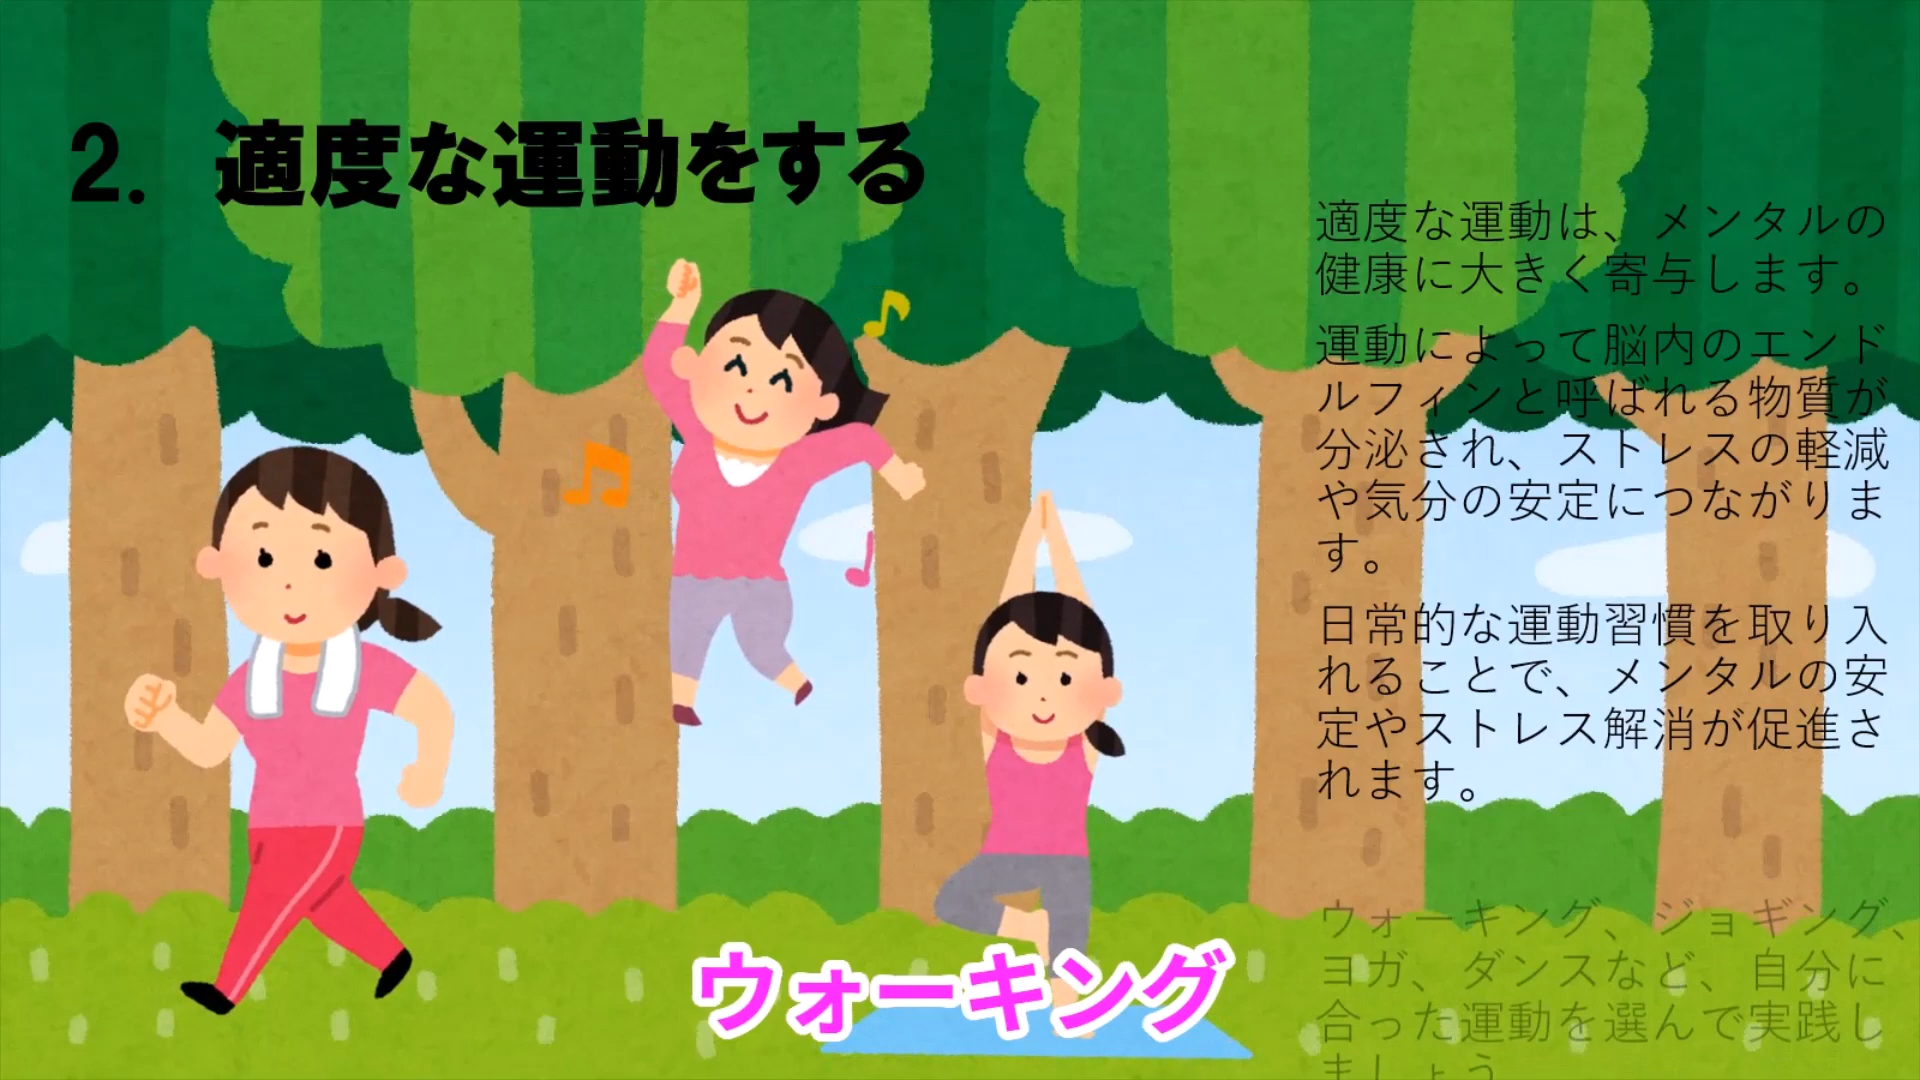 2. 適度な運動をする
適度な運動は、メンタルの
健康に大きく寄与します。
運動によって脳内のエンド
ルフィンと呼ばれる物質が
分泌され、ストレスの軽減
や気分の安定につながりま
す。
日常的な運動習慣を取り入
れることで、メンタルの安
定やストレス解消が促進さ
れます。
ウォーキング、ジョギング、
ヨガ、ダンスなど、自分に
合った運動を選んで実践し
ましょう
ウォーキング